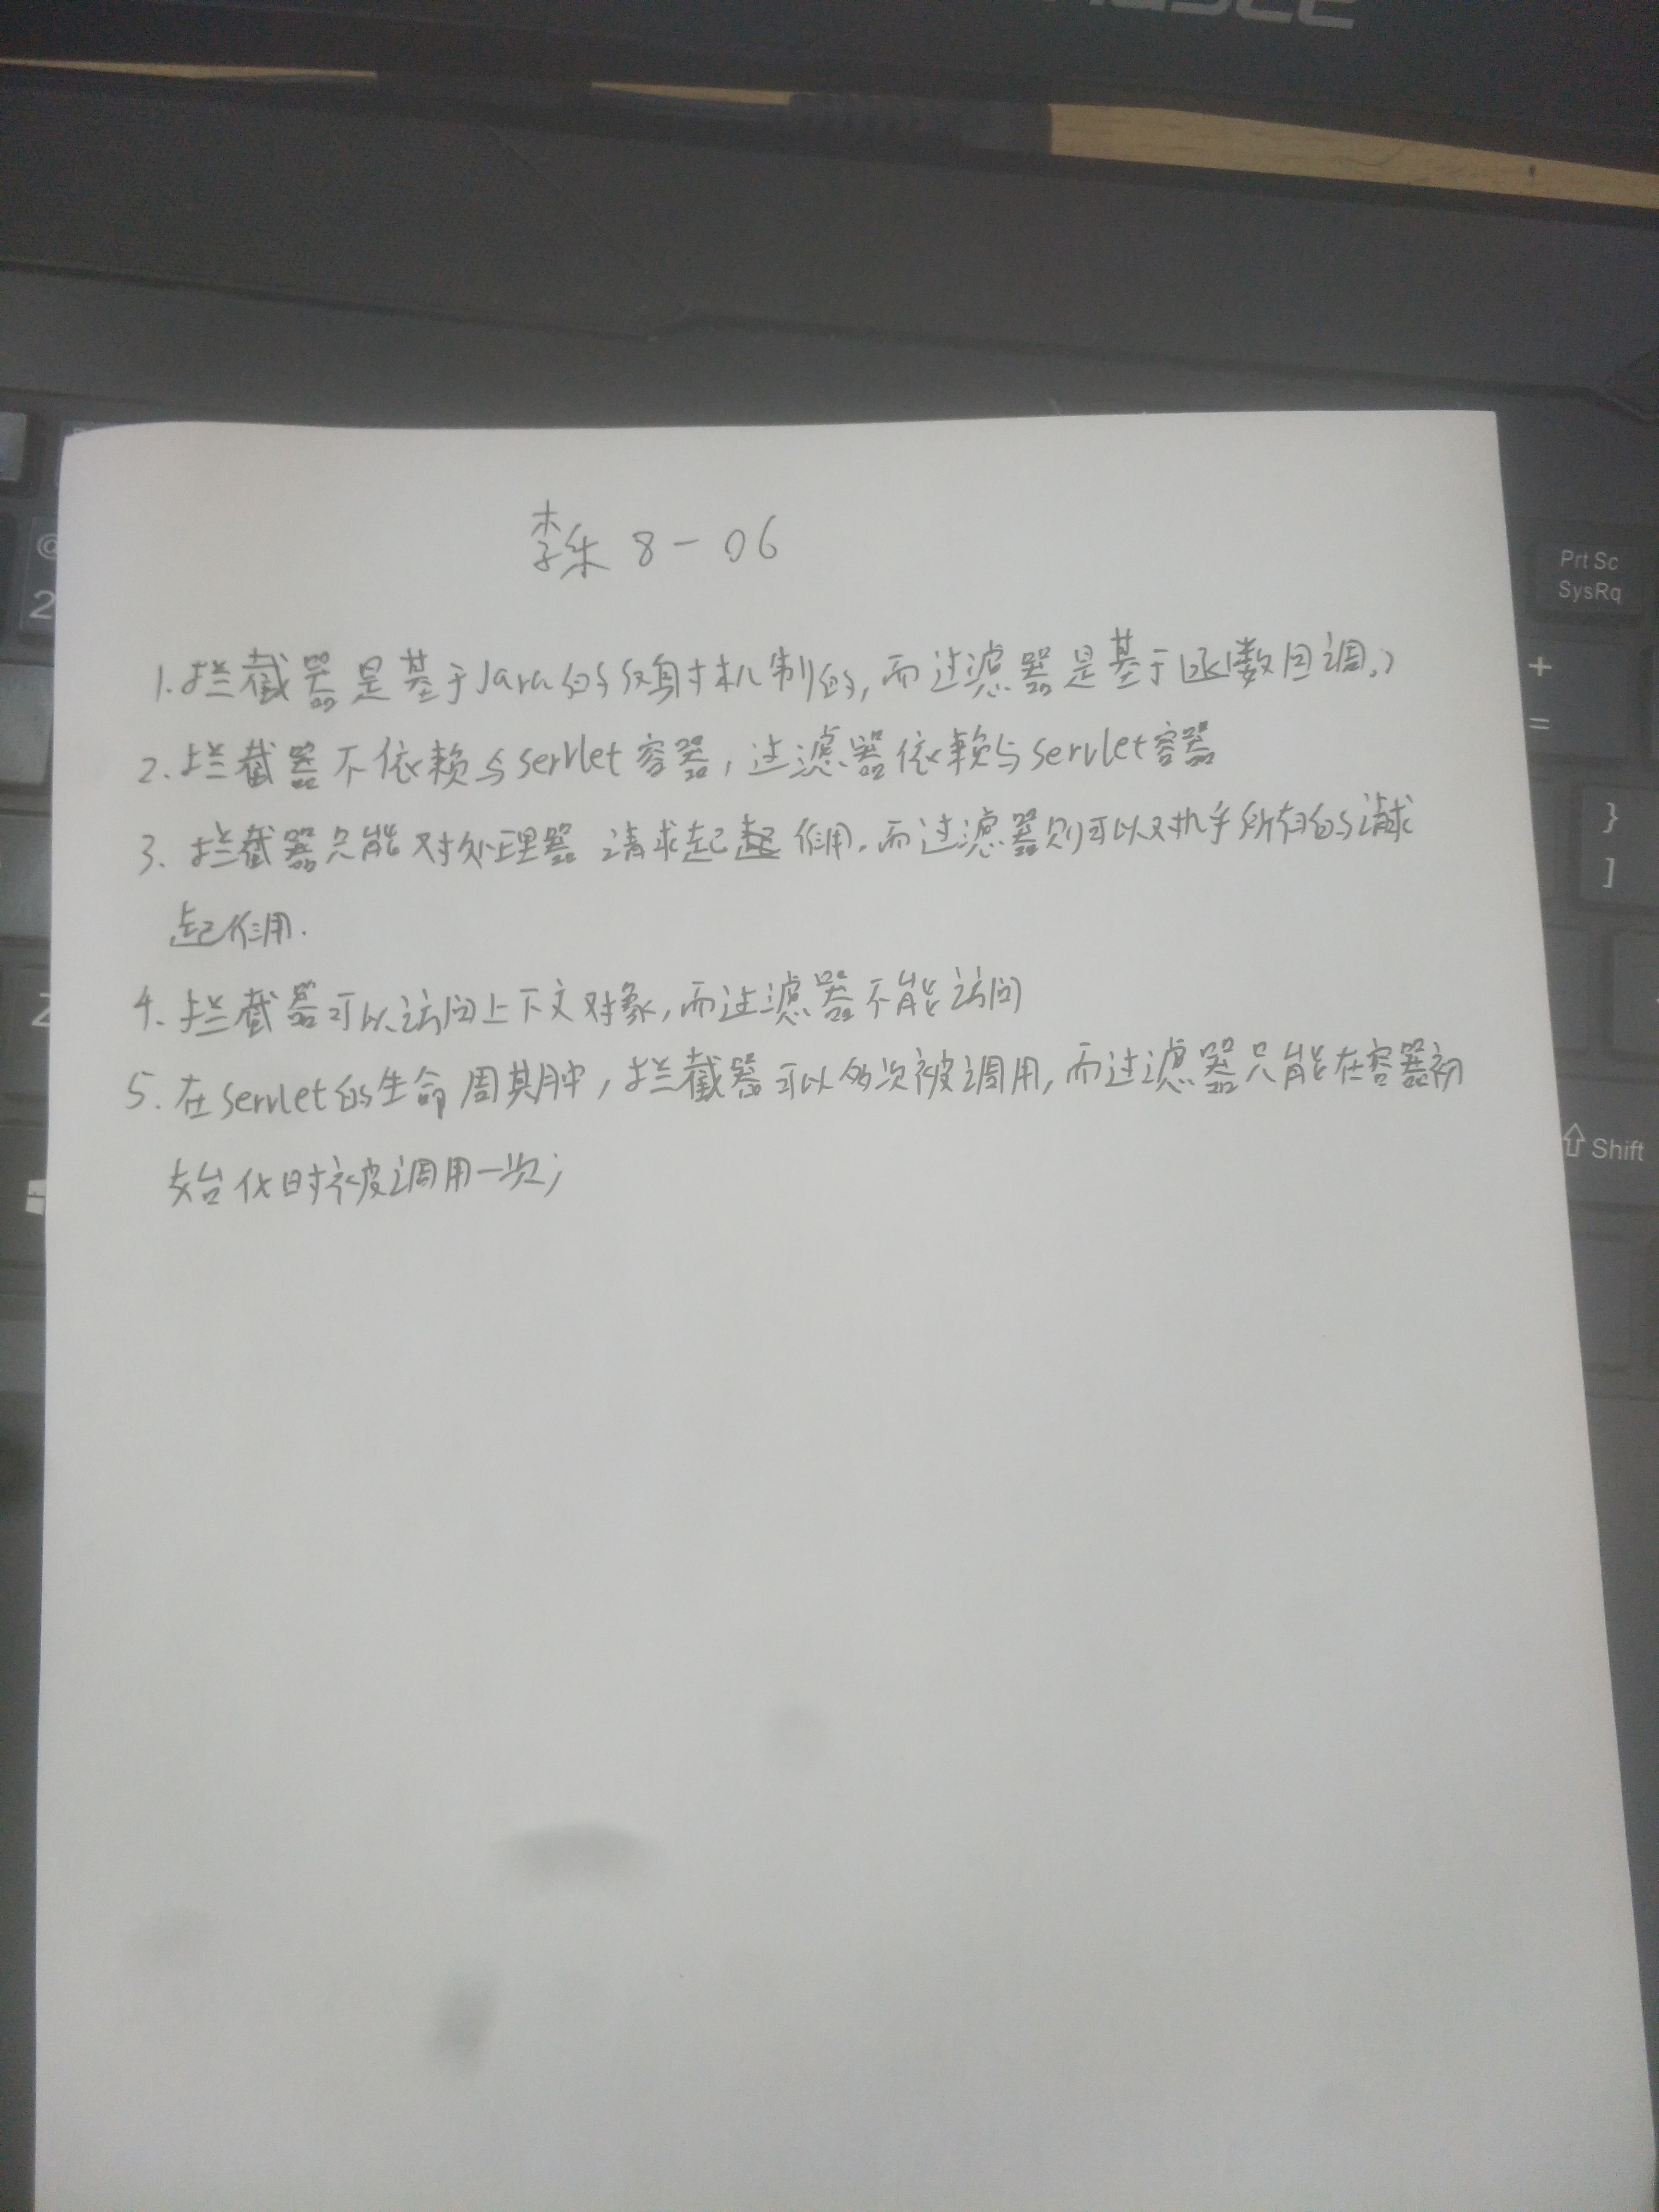 李乐 8-06
1.拦截器是基于Java的反射机制的,而过滤器是基于函数回调。)
2.拦截器不依赖与servlet容器,过滤器依赖与servlet容器
3.拦截器只能对处理器请求起起作用.而过滤器则可以对几乎所有的请求
起作用.
4.拦截器可以访问上下文对象,而过滤器不能访问
5.在servlet的生命周期中,拦截器可以多次被调用,而过滤器只能在容器初
始化时被调用一次;
@
2
Z
Prt Sc
SysRq
+
=
}
]
Shift